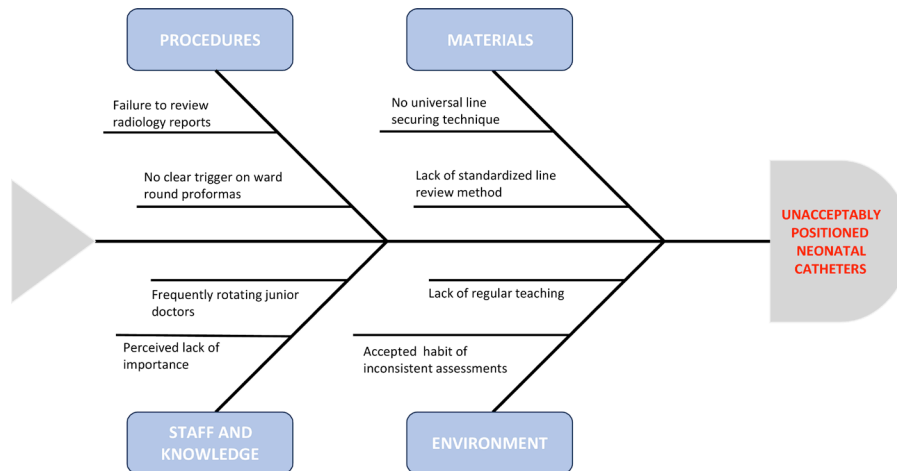 PROCEDURES
MATERIALS
Failure to review
radiology reports
No universal line
securing technique
No clear trigger on ward
round proformas
Lack of standardized line
review method
UNACCEPTABLY
POSITIONED
NEONATAL
CATHETERS
Frequently rotating junior
doctors
Lack of regular teaching
Perceived lack of
importance
Accepted habit of
inconsistent assessments
STAFF AND
KNOWLEDGE
ENVIRONMENT